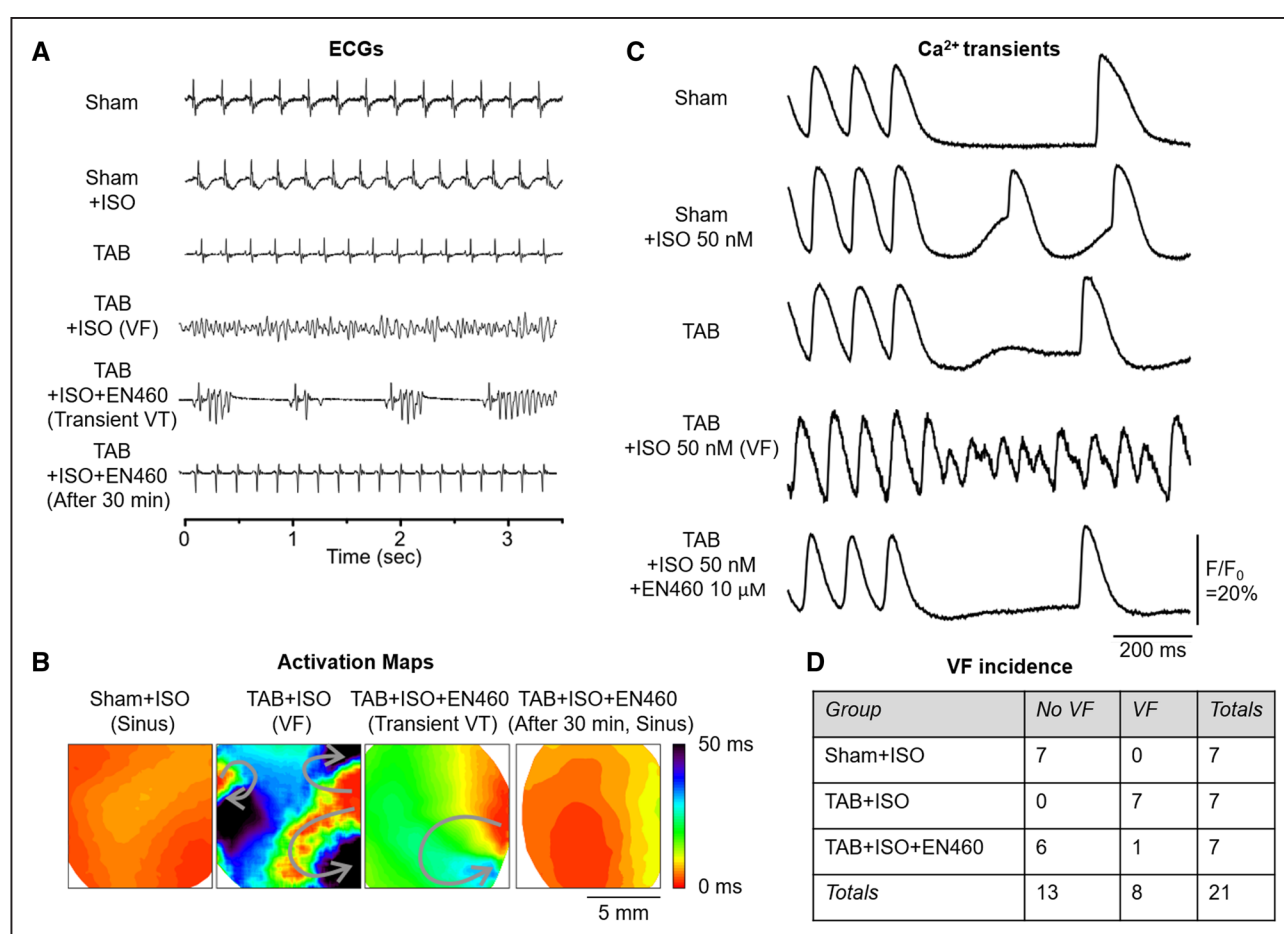 A
ECGs
Sham
Sham
+ISO
TAB
TAB
+ISO (VF)
TAB
+ISO+EN460
(Transient VT)
TAB
+ISO+EN460
(After 30 min)
0 1 2 3
Time (sec)
C
Ca²⁺ transients
Sham
Sham
+ISO 50 nM
TAB
TAB
+ISO 50 nM (VF)
TAB
+ISO 50 nM
+EN460 10 μM
F/F₀
=20%
200 ms
B
Activation Maps
Sham+ISO
(Sinus)
TAB+ISO
(VF)
TAB+ISO+EN460
(Transient VT)
TAB+ISO+EN460
(After 30 min, Sinus)
50 ms
0 ms
5 mm
D
VF incidence
Group No VF VF Totals
Sham+ISO 7 0 7
TAB+ISO 0 7 7
TAB+ISO+EN460 6 1 7
Totals 13 8 21